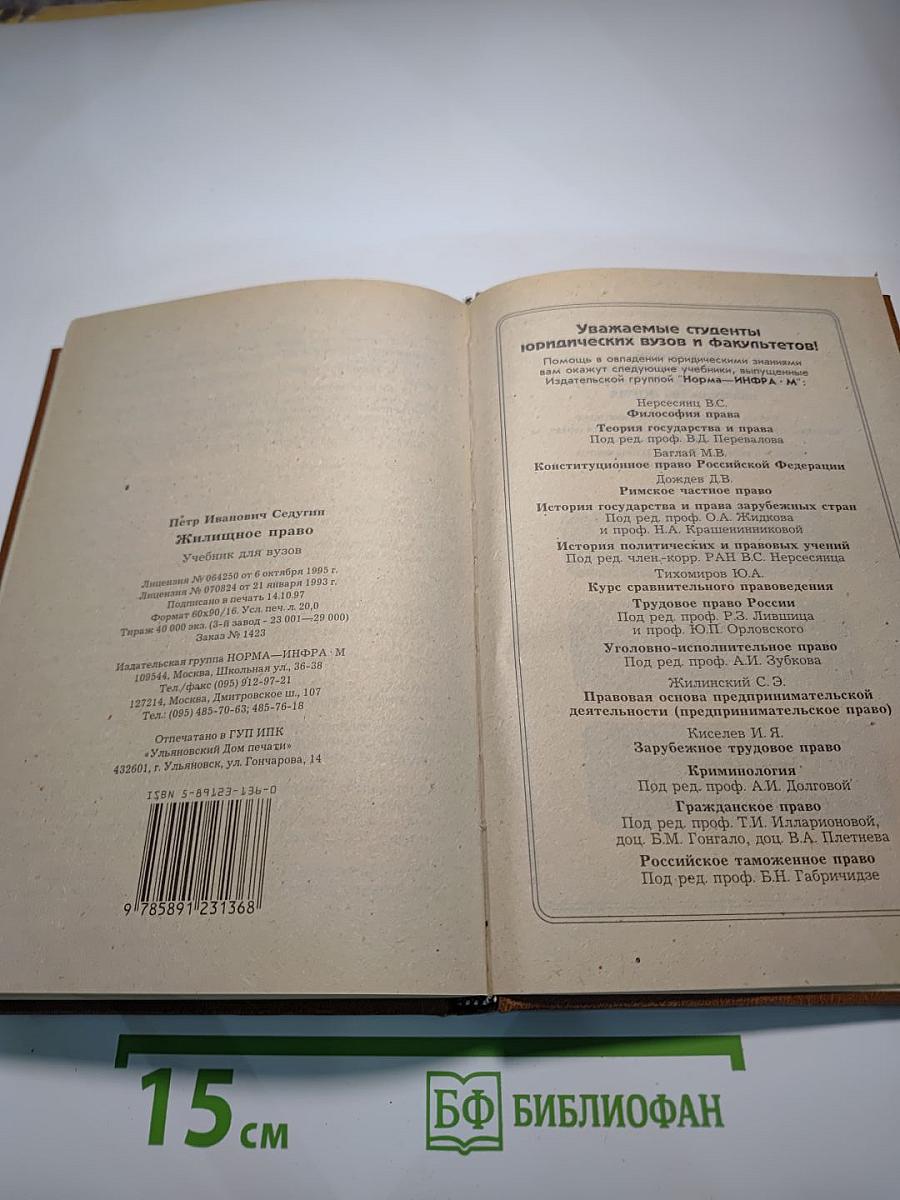 Петр Иванович Седугин
Жилищное право
Учебник для вузов
Лицензия № 064250 от 6 октября 1995 г.
Лицензия № 070824 от 21 января 1993 г.
Подписано в печать 14.10.97
Формат 60x90/16. Усл. печ. л. 20,0
Тираж 40 000 экз. (3-й завод - 23 001—29 000)
Заказ № 1423
Издательская группа НОРМА—ИНФРА · М
109544, Москва, Школьная ул., 36-38
Тел./факс (095) 912-97-21
127214, Москва, Дмитровское ш., 107
Тел.: (095) 485-70-63; 485-76-18
Отпечатано в ГУП ИПК
«Ульяновский Дом печати»
432601, г. Ульяновск, ул. Гончарова, 14
ISBN 5-89123-136-0
9 785891 231368
Уважаемые студенты
юридических вузов и факультетов!
Помощь в овладении юридическими знаниями
вам окажут следующие учебники, выпущенные
Издательской группой "Норма—ИНФРА · М":
Нерсесянц В.С.
Философия права
Теория государства и права
Под ред. проф. В.Д. Перевалова
Баглай М.В.
Конституционное право Российской Федерации
Дождев Д.В.
Римское частное право
История государства и права зарубежных стран
Под ред. проф. О.А. Жидкова
и проф. Н.А. Крашенинниковой
История политических и правовых учений
Под ред. член.-корр. РАН В.С. Нерсесянца
Тихомиров Ю.А.
Курс сравнительного правоведения
Трудовое право России
Под ред. проф. Р.З. Лившица
и проф. Ю.П. Орловского
Уголовно-исполнительное право
Под ред. проф. А.И. Зубкова
Жилинский С. Э.
Правовая основа предпринимательской
деятельности (предпринимательское право)
Киселев И. Я.
Зарубежное трудовое право
Криминология
Под ред. проф. А.И. Долговой
Гражданское право
Под ред. проф. Т.И. Илларионовой,
доц. Б.М. Гонгало, доц. В.А. Плетнева
Российское таможенное право
Под ред. проф. Б.Н. Габричидзе
15 см
БФ БИБЛИОФАН